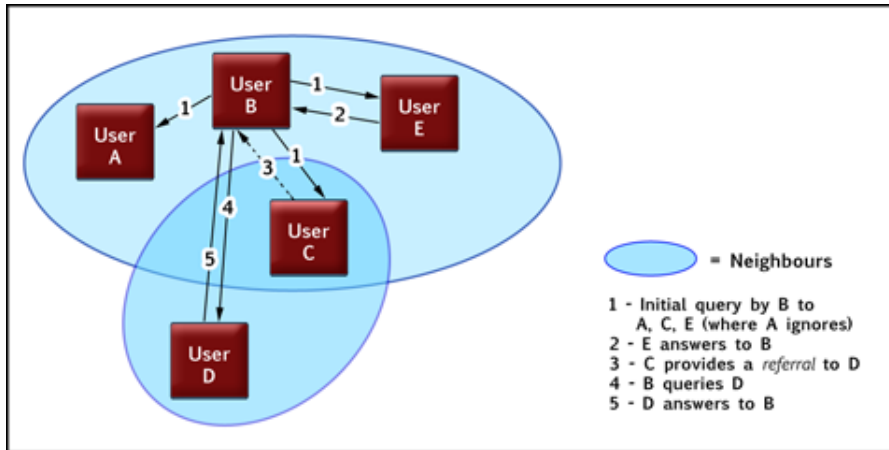 User
B
User
A
User
E
1
1
2
1
3
4
5
User
C
User
D
= Neighbours
1 - Initial query by B to
A, C, E (where A ignores)
2 - E answers to B
3 - C provides a referral to D
4 - B queries D
5 - D answers to B